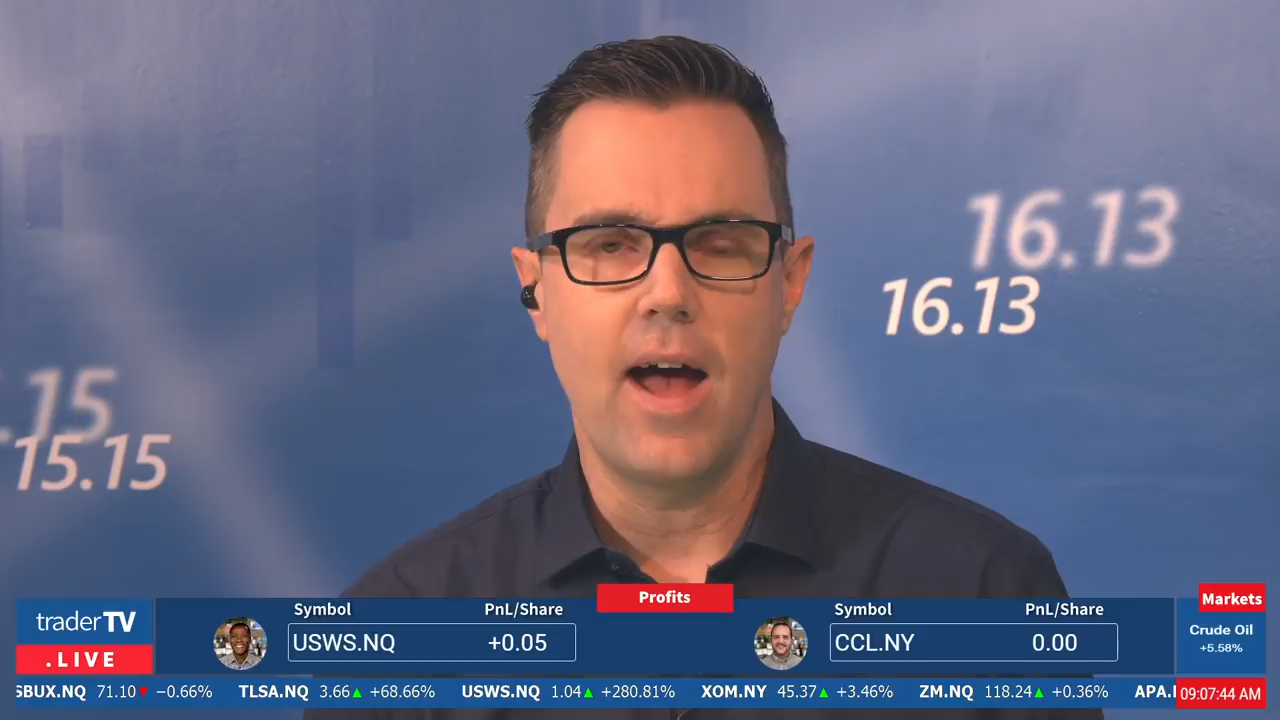 16.13
16.13
.15
15.15
Profits
Markets
traderTV
.LIVE
Symbol PnL/Share
USWS.NQ +0.05
Symbol PnL/Share
CCL.NY 0.00
Crude Oil
+5.58%
SBUX.NQ 71.10▼ −0.66% TLSA.NQ 3.66▲ +68.66% USWS.NQ 1.04▲ +280.81% XOM.NY 45.37▲ +3.46% ZM.NQ 118.24▲ +0.36% APA.
09:07:44 AM